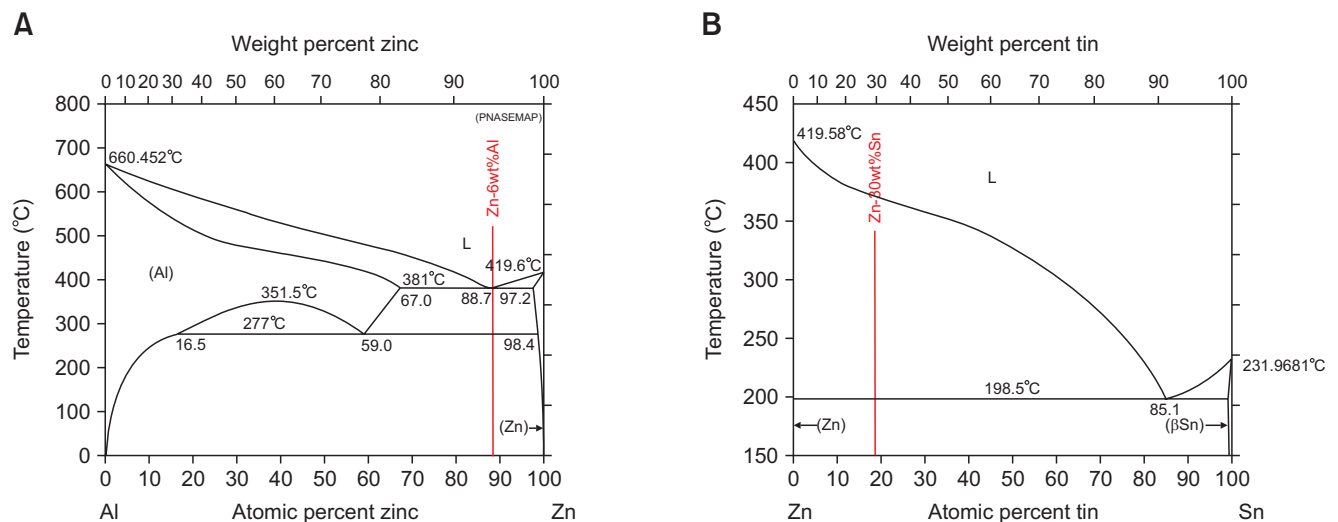 A
Weight percent zinc
0 10 20 30 40 50 60 70 80 90 100
800
700
600
500
400
300
200
100
0
Temperature (°C)
(PNASEMAP)
660.452°C
Zn-6wt%Al
L
419.6°C
(Al)
381°C
351.5°C
67.0 88.7 97.2
277°C
16.5 59.0 98.4
(Zn)
0 10 20 30 40 50 60 70 80 90 100
Al Atomic percent zinc Zn
B
Weight percent tin
0 10 20 30 40 50 60 70 80 90 100
450
400
350
300
250
200
150
Temperature (°C)
419.58°C
Zn-30wt%Sn
L
231.9681°C
198.5°C
85.1
(Zn) (βSn)
0 10 20 30 40 50 60 70 80 90 100
Zn Atomic percent tin Sn